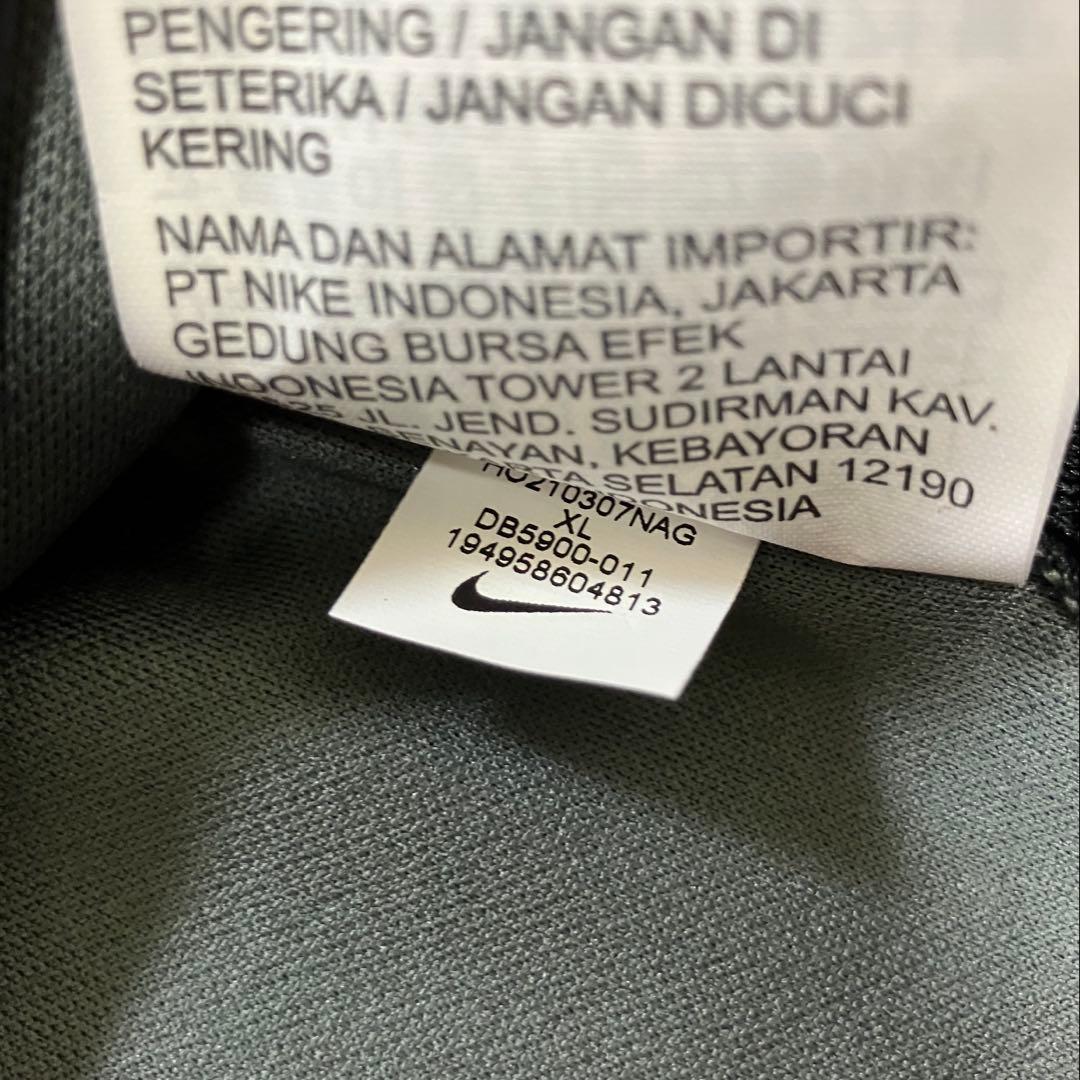 PENGERING / JANGAN DI
SETERIKA / JANGAN DICUCI
KERING
NAMA DAN ALAMAT IMPORTIR:
PT NIKE INDONESIA, JAKARTA
GEDUNG BURSA EFEK
INDONESIA TOWER 2 LANTAI
JL. JEND. SUDIRMAN KAV.
KEBAYORAN
SELATAN 12190
INDONESIA
HO210307NAG
XL
DB5900-011
194958604813